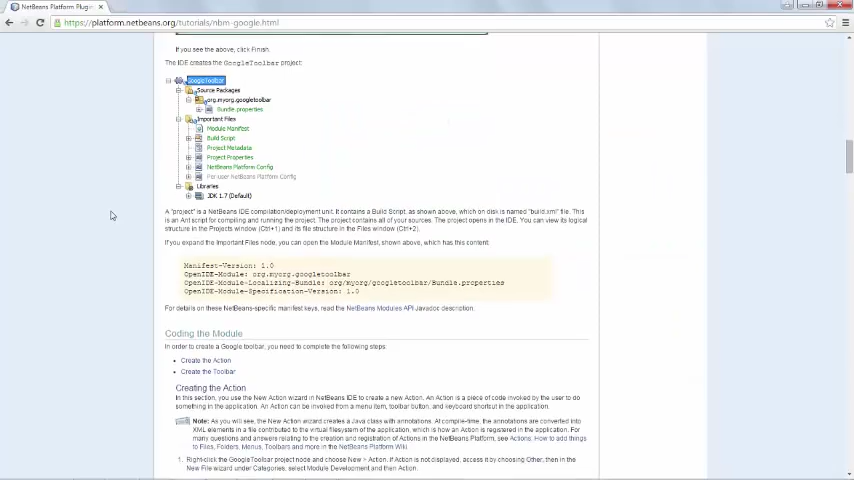 NetBeans Platform Plugin
https://platform.netbeans.org/tutorials/nbm-google.html
If you see the above, click Finish.
The IDE creates the GoogleToolbar project:
GoogleToolbar
Source Packages
org.myorg.googletoolbar
Bundle.properties
Important Files
Module Manifest
Build Script
Project Metadata
Project Properties
NetBeans Platform Config
Per-user NetBeans Platform Config
Libraries
JDK 1.7 (Default)
A "project" is a NetBeans IDE compilation/deployment unit. It contains a Build Script, as shown above, which on disk is named "build.xml" file. This
is an Ant script for compiling and running the project. The project contains all of your sources. The project opens in the IDE. You can view its logical
structure in the Projects window (Ctrl+1) and its file structure in the Files window (Ctrl+2).
If you expand the Important Files node, you can open the Module Manifest, shown above, which has this content:
Manifest-Version: 1.0
OpenIDE-Module: org.myorg.googletoolbar
OpenIDE-Module-Localizing-Bundle: org/myorg/googletoolbar/Bundle.properties
OpenIDE-Module-Specification-Version: 1.0
For details on these NetBeans-specific manifest keys, read the NetBeans Modules API Javadoc description.
Coding the Module
In order to create a Google toolbar, you need to complete the following steps:
• Create the Action
• Create the Toolbar
Creating the Action
In this section, you use the New Action wizard in NetBeans IDE to create a new Action. An Action is a piece of code invoked by the user to do
something in the application. An Action can be invoked from a menu item, toolbar button, and keyboard shortcut in the application.
Note: As you will see, the New Action wizard creates a Java class with annotations. At compile-time, the annotations are converted into
XML elements in a file contributed to the virtual filesystem of the application, which is how an Action is registered in the application. For
many questions and answers relating to the creation and registration of Actions in the NetBeans Platform, see Actions: How to add things
to Files, Folders, Menus, Toolbars and more in the NetBeans Platform Wiki.
1. Right-click the GoogleToolbar project node and choose New > Action. If Action is not displayed, access it by choosing Other, then in the
New File wizard under Categories, select Module Development and then Action.